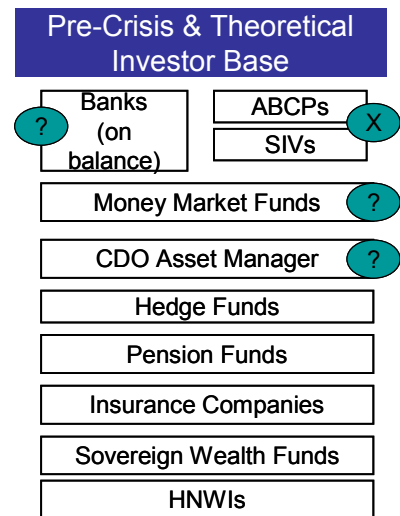 Pre-Crisis & Theoretical
Investor Base
Banks
(on
balance)
?
ABCPs
SIVs
X
Money Market Funds
?
CDO Asset Manager
?
Hedge Funds
Pension Funds
Insurance Companies
Sovereign Wealth Funds
HNWIs